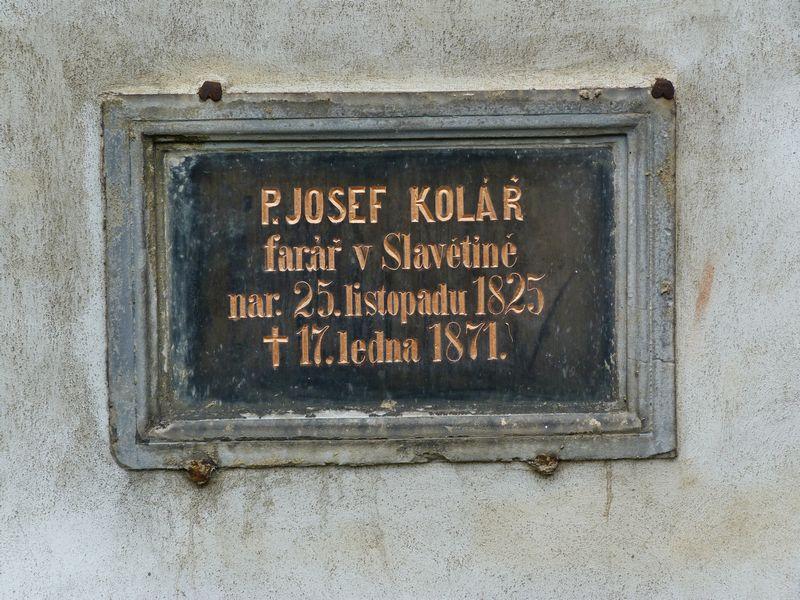 P. JOSEF KOLÁŘ
farář v Slavětíně
nar. 25. listopadu 1825
✝ 17. ledna 1871.